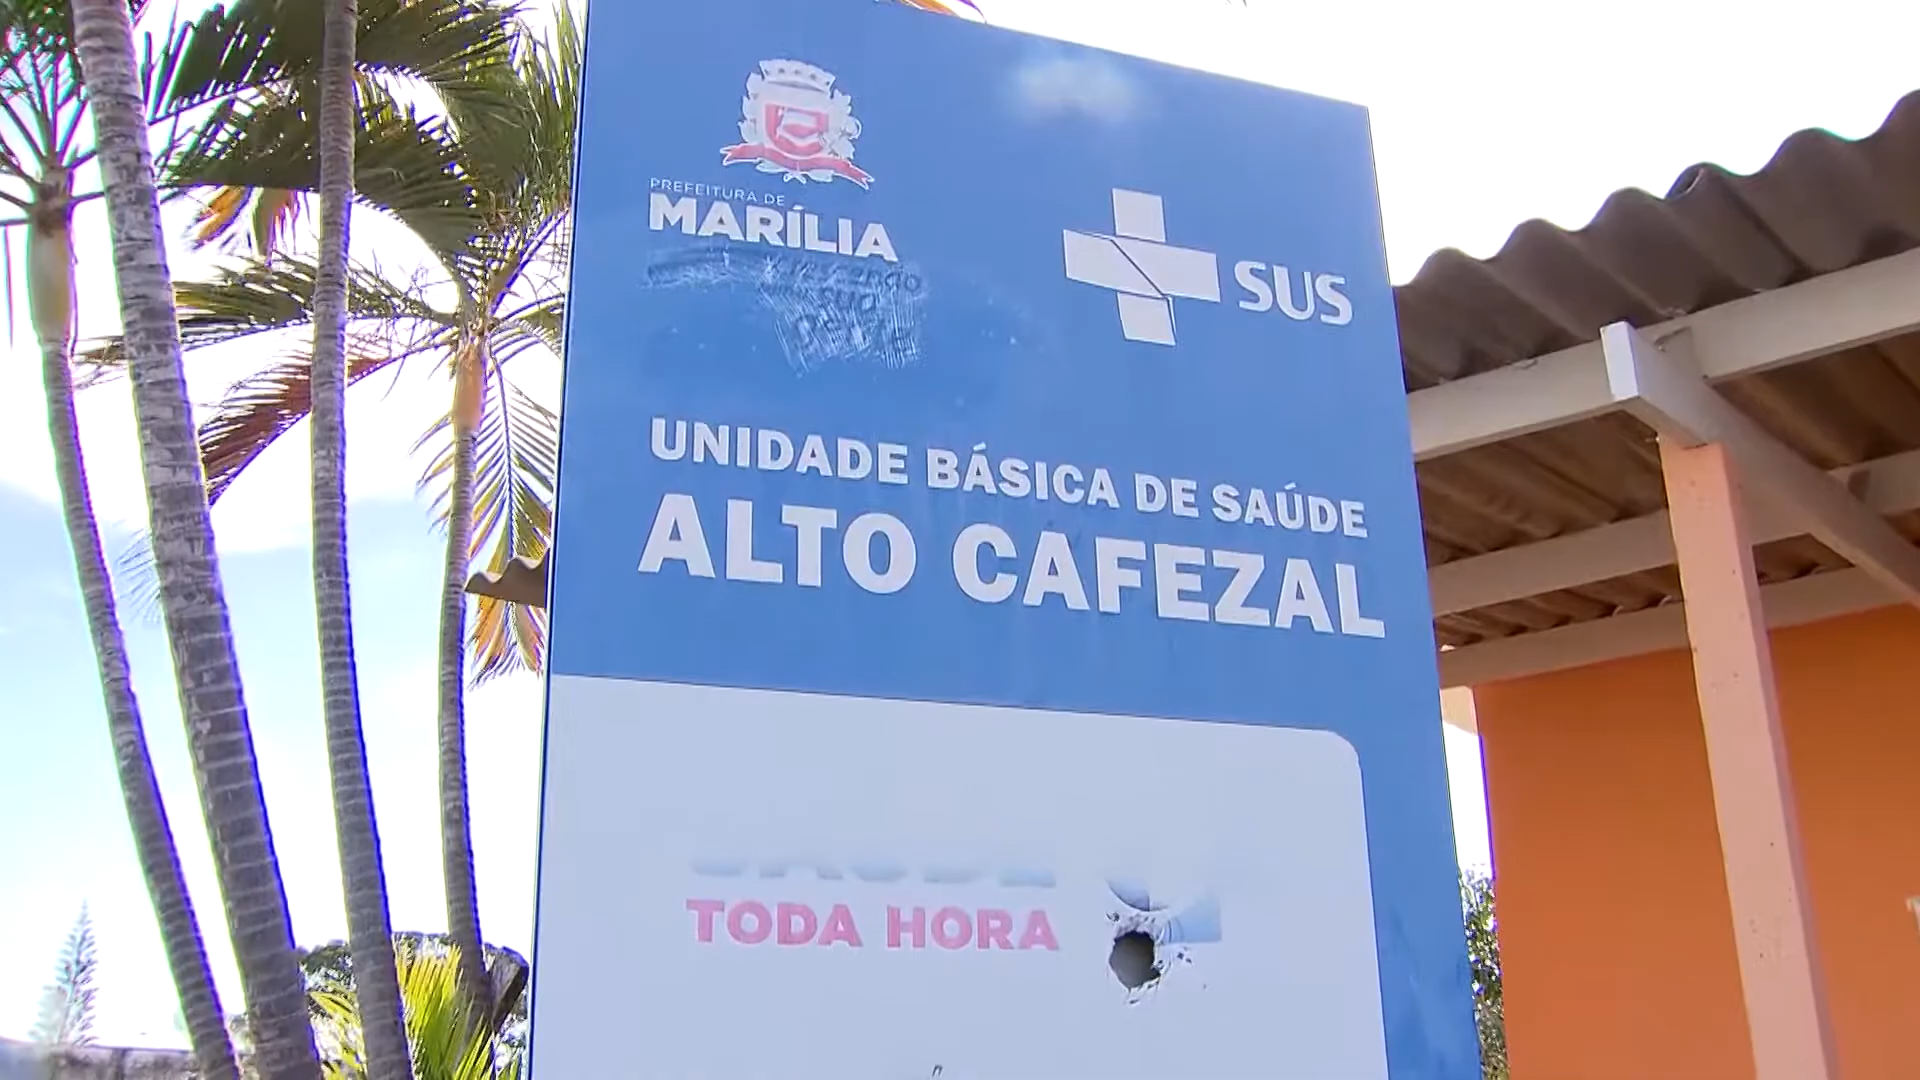 PREFEITURA DE
MARÍLIA
SUS
UNIDADE BÁSICA DE SAÚDE
ALTO CAFEZAL
TODA HORA